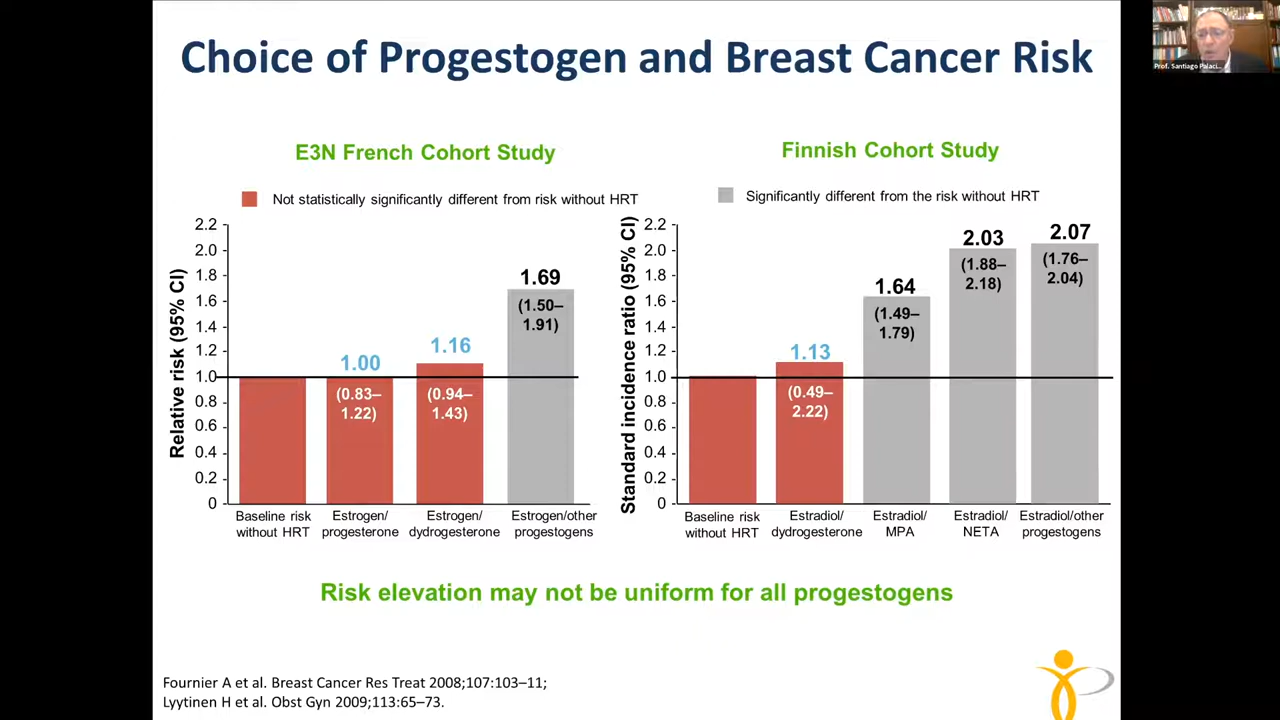 Choice of Progestogen and Breast Cancer Risk
Prof. Santiago Palaci...
E3N French Cohort Study
Not statistically significantly different from risk without HRT
Relative risk (95% CI)
2.2
2.0
1.8
1.6
1.4
1.2
1.0
0.8
0.6
0.4
0.2
0
1.00
(0.83–
1.22)
1.16
(0.94–
1.43)
1.69
(1.50–
1.91)
Baseline risk
without HRT
Estrogen/
progesterone
Estrogen/
dydrogesterone
Estrogen/other
progestogens
Finnish Cohort Study
Significantly different from the risk without HRT
Standard incidence ratio (95% CI)
2.2
2.0
1.8
1.6
1.4
1.2
1.0
0.8
0.6
0.4
0.2
0
1.13
(0.49–
2.22)
1.64
(1.49–
1.79)
2.03
(1.88–
2.18)
2.07
(1.76–
2.04)
Baseline risk
without HRT
Estradiol/
dydrogesterone
Estradiol/
MPA
Estradiol/
NETA
Estradiol/other
progestogens
Risk elevation may not be uniform for all progestogens
Fournier A et al. Breast Cancer Res Treat 2008;107:103–11;
Lyytinen H et al. Obst Gyn 2009;113:65–73.